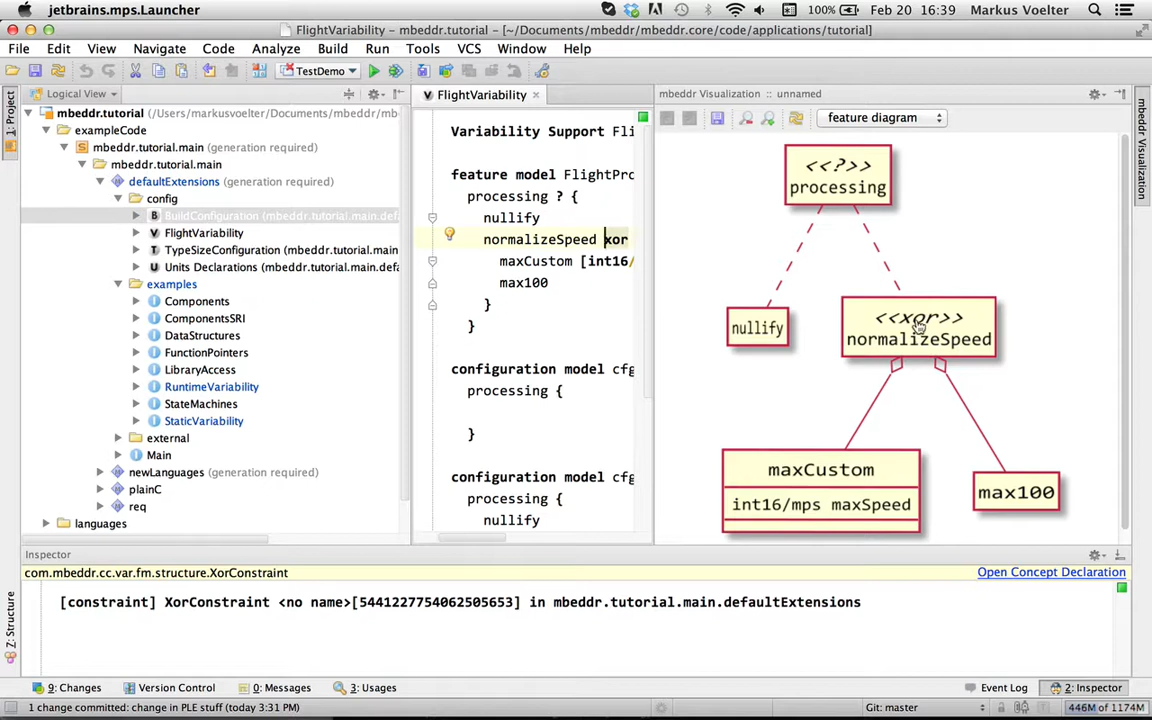 jetbrains.mps.Launcher
100%
Feb 20 16:39
Markus Voelter
FlightVariability - mbeddr.tutorial - [~/Documents/mbeddr/mbeddr.core/code/applications/tutorial]
File Edit View Navigate Code Analyze Build Run Tools VCS Window Help
TestDemo
1: Project
Logical View
mbeddr.tutorial (/Users/markusvoelter/Documents/mbeddr/mb
exampleCode
mbeddr.tutorial.main (generation required)
mbeddr.tutorial.main
defaultExtensions (generation required)
config
BuildConfiguration (mbeddr.tutorial.main.def
FlightVariability
TypeSizeConfiguration (mbeddr.tutorial.main
Units Declarations (mbeddr.tutorial.main.defa
examples
Components
ComponentsSRI
DataStructures
FunctionPointers
LibraryAccess
RuntimeVariability
StateMachines
StaticVariability
external
Main
newLanguages (generation required)
plainC
req
languages
FlightVariability
Variability Support Fli
feature model FlightPro
processing ? {
nullify
normalizeSpeed xor
maxCustom [int16/
max100
}
}
configuration model cfg
processing {
}
configuration model cfg
processing {
nullify
mbeddr Visualization :: unnamed
feature diagram
mbeddr Visualization
<<?>>
processing
nullify
<<xor>>
normalizeSpeed
maxCustom
int16/mps maxSpeed
max100
Inspector
com.mbeddr.cc.var.fm.structure.XorConstraint
Open Concept Declaration
[constraint] XorConstraint <no name>[5441227754062505653] in mbeddr.tutorial.main.defaultExtensions
Z: Structure
9: Changes
Version Control
0: Messages
3: Usages
Event Log
2: Inspector
1 change committed: change in PLE stuff (today 3:31 PM)
Git: master
446M of 1174M